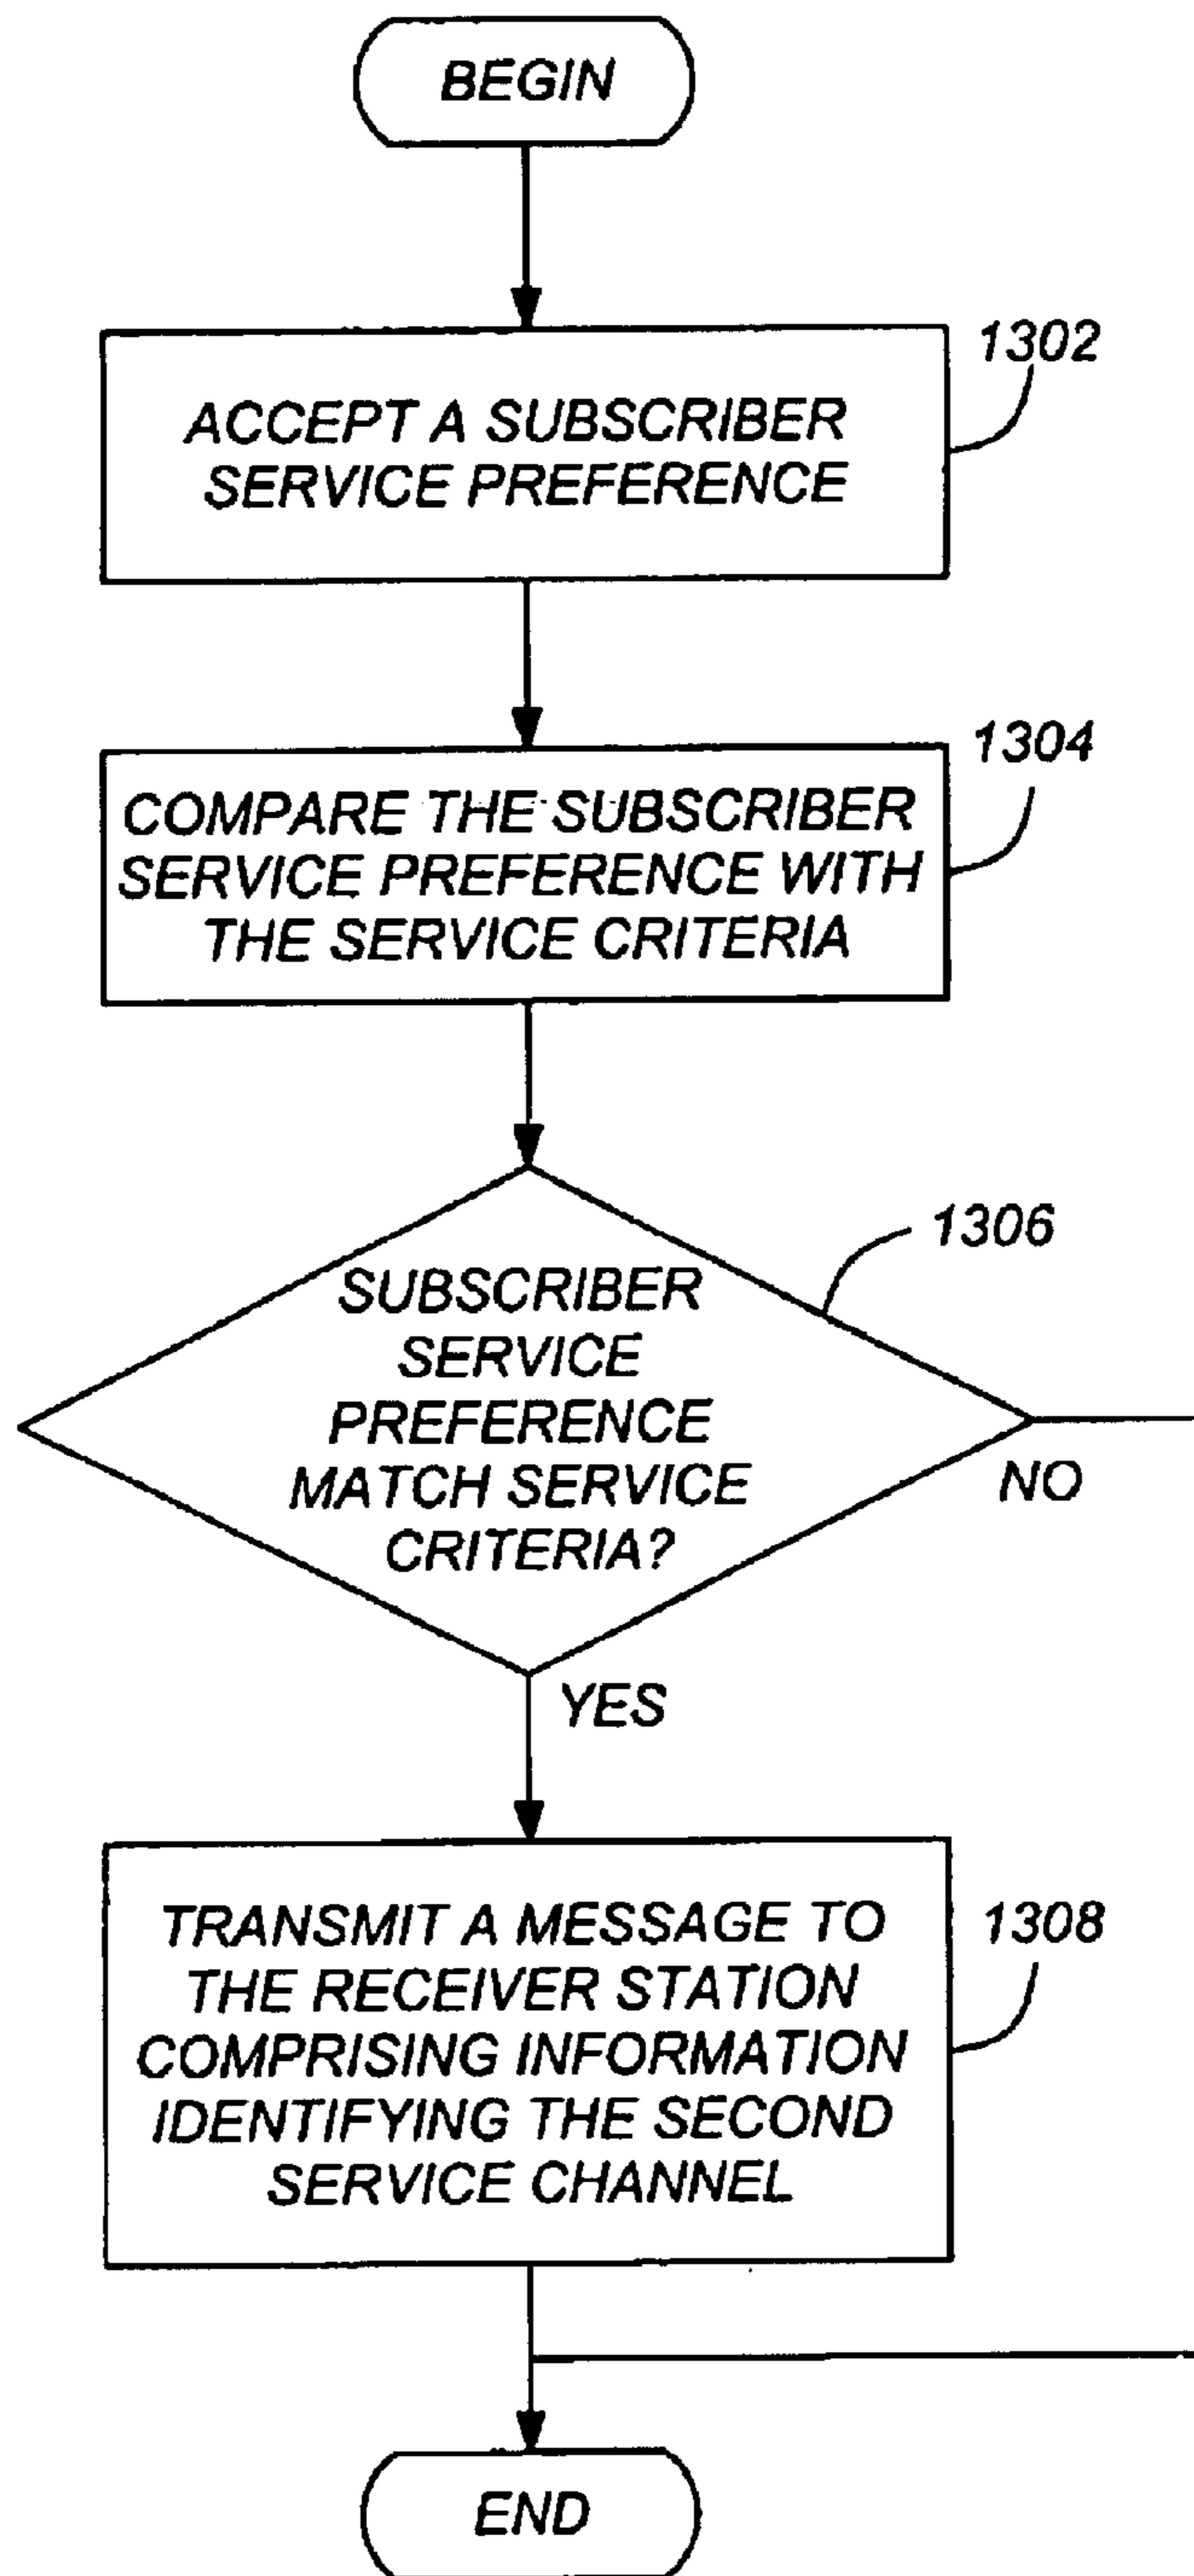 BEGIN
1302
ACCEPT A SUBSCRIBER
SERVICE PREFERENCE
1304
COMPARE THE SUBSCRIBER
SERVICE PREFERENCE WITH
THE SERVICE CRITERIA
1306
SUBSCRIBER
SERVICE
PREFERENCE
MATCH SERVICE
CRITERIA?
NO
YES
1308
TRANSMIT A MESSAGE TO
THE RECEIVER STATION
COMPRISING INFORMATION
IDENTIFYING THE SECOND
SERVICE CHANNEL
END